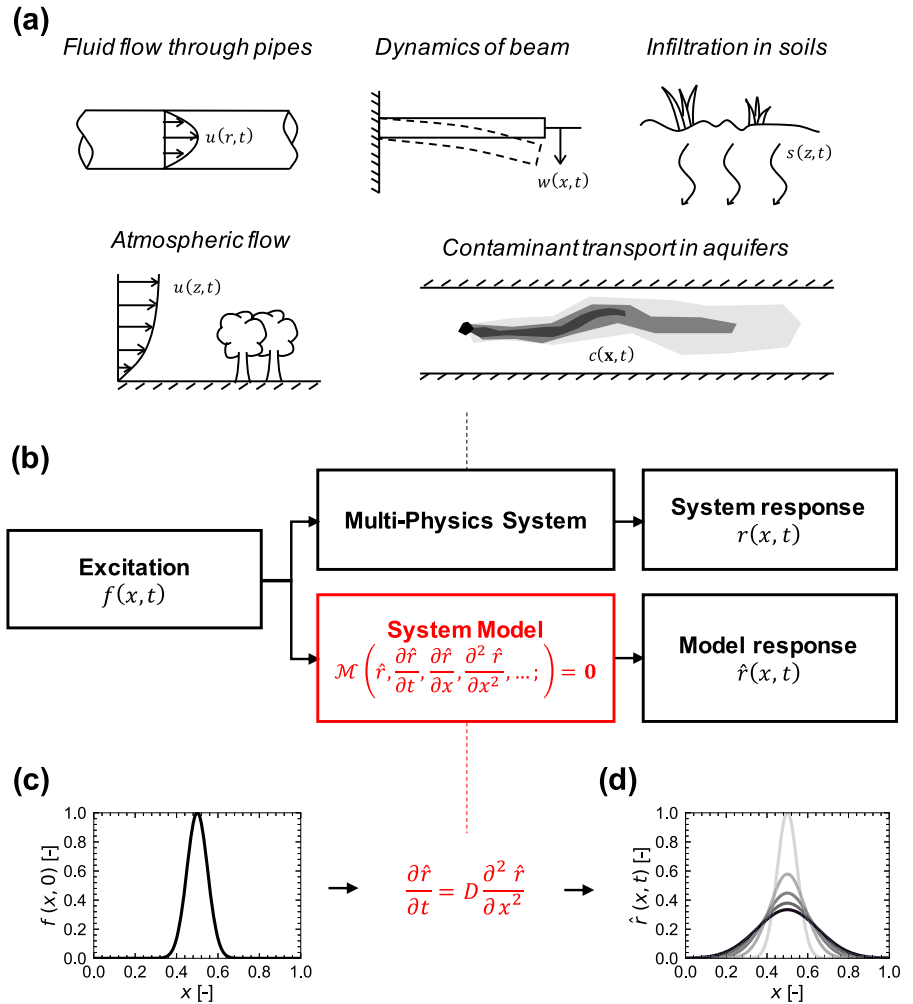 (a)
Fluid flow through pipes
Dynamics of beam
Infiltration in soils
u(r,t)
w(x,t)
s(z,t)
Atmospheric flow
Contaminant transport in aquifers
u(z,t)
c(𝐱,t)
(b)
Multi-Physics System
System response
r(x, t)
Excitation
f(x, t)
System Model
ℳ(r̂, ∂r̂/∂t, ∂r̂/∂x, ∂² r̂/∂x², …; ) = 𝟎
Model response
r̂(x, t)
(c)
f (x, 0) [-]
1.0
0.8
0.6
0.4
0.2
0.0
0.0 0.2 0.4 0.6 0.8 1.0
x [-]
∂r̂/∂t = D ∂² r̂/∂x²
(d)
r̂ (x, t) [-]
1.0
0.8
0.6
0.4
0.2
0.0
0.0 0.2 0.4 0.6 0.8 1.0
x [-]